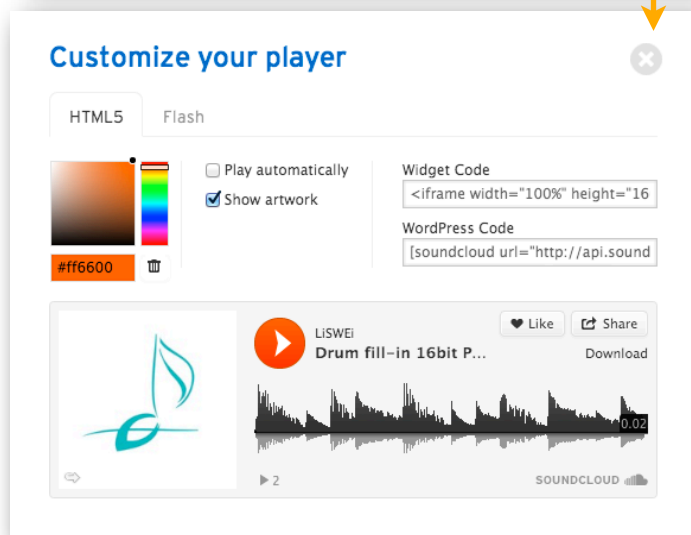 Customize your player
HTML5
Flash
Play automatically
Show artwork
#ff6600
Widget Code
<iframe width="100%" height="16
WordPress Code
[soundcloud url="http://api.sound
LiSWEi
Drum fill-in 16bit P...
Like
Share
Download
0.02
2
SOUNDCLOUD